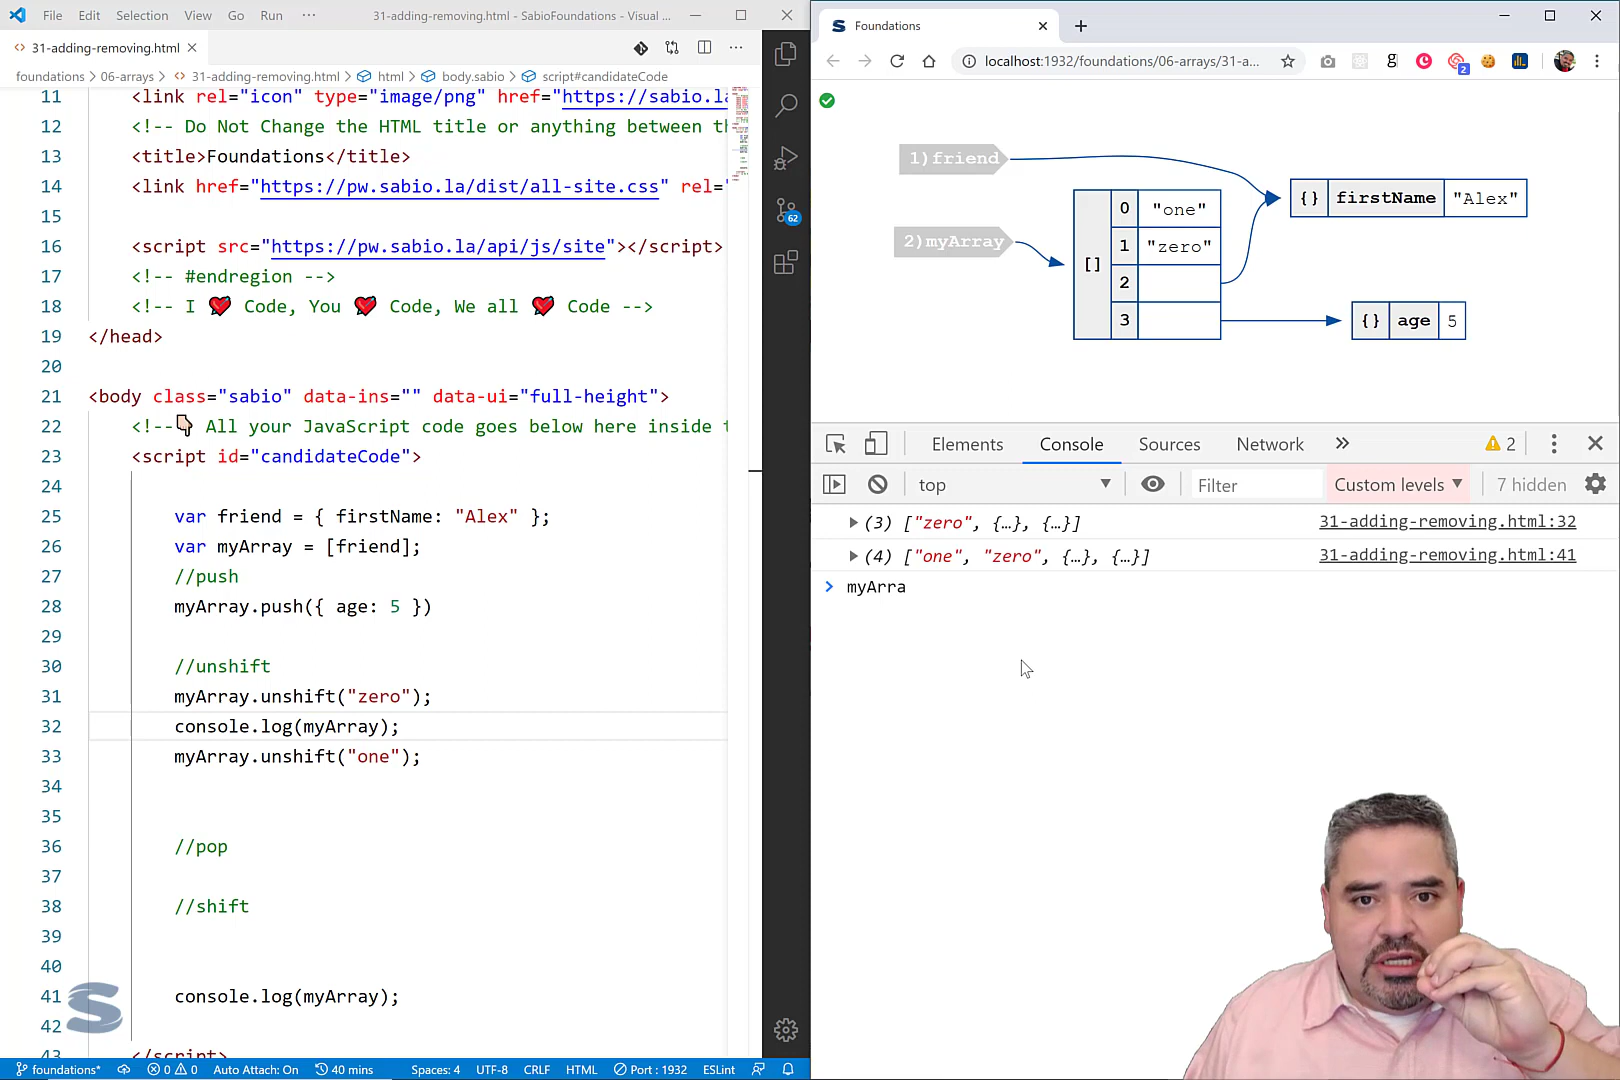 File Edit Selection View Go Run ··· 31-adding-removing.html - SabioFoundations - Visual ...
31-adding-removing.html
foundations > 06-arrays > 31-adding-removing.html > html > body.sabio > script#candidateCode
11 <link rel="icon" type="image/png" href="https://sabio.la
12 <!-- Do Not Change the HTML title or anything between th
13 <title>Foundations</title>
14 <link href="https://pw.sabio.la/dist/all-site.css" rel="
15
16 <script src="https://pw.sabio.la/api/js/site"></script>
17 <!-- #endregion -->
18 <!-- I 💘 Code, You 💘 Code, We all 💘 Code -->
19 </head>
20
21 <body class="sabio" data-ins="" data-ui="full-height">
22 <!--👇 All your JavaScript code goes below here inside t
23 <script id="candidateCode">
24
25 var friend = { firstName: "Alex" };
26 var myArray = [friend];
27 //push
28 myArray.push({ age: 5 })
29
30 //unshift
31 myArray.unshift("zero");
32 console.log(myArray);
33 myArray.unshift("one");
34
35
36 //pop
37
38 //shift
39
40
41 console.log(myArray);
42
43 </script>
foundations* 0 0 Auto Attach: On 40 mins Spaces: 4 UTF-8 CRLF HTML Port : 1932 ESLint
62
Foundations
localhost:1932/foundations/06-arrays/31-a...
g
2
1)friend
2)myArray
[]
0 "one"
1 "zero"
2
3
{} firstName "Alex"
{} age 5
Elements Console Sources Network » 2
top Filter Custom levels 7 hidden
(3) ["zero", {…}, {…}] 31-adding-removing.html:32
(4) ["one", "zero", {…}, {…}] 31-adding-removing.html:41
> myArra